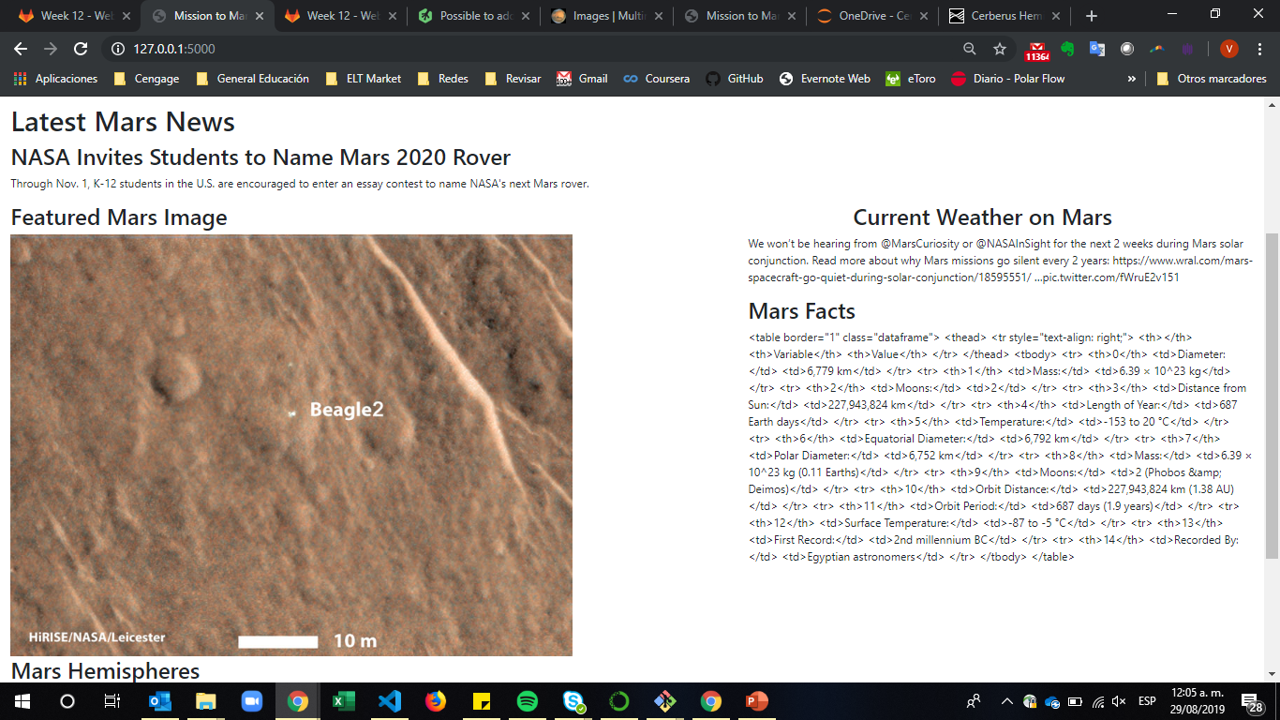 Week 12 - Wel
Mission to Mar
Week 12 - Wel
Possible to add
Images | Multim
Mission to Mar
OneDrive - Cer
Cerberus Hemi
127.0.0.1:5000
11364
V
Aplicaciones
Cengage
General Educación
ELT Market
Redes
Revisar
100+
Gmail
Coursera
GitHub
Evernote Web
eToro
Diario - Polar Flow
»
Otros marcadores
Latest Mars News
NASA Invites Students to Name Mars 2020 Rover
Through Nov. 1, K-12 students in the U.S. are encouraged to enter an essay contest to name NASA's next Mars rover.
Featured Mars Image
Beagle2
HiRISE/NASA/Leicester
10 m
Current Weather on Mars
We won't be hearing from @MarsCuriosity or @NASAInSight for the next 2 weeks during Mars solar
conjunction. Read more about why Mars missions go silent every 2 years: https://www.wral.com/mars-
spacecraft-go-quiet-during-solar-conjunction/18595551/ …pic.twitter.com/fWruE2v151
Mars Facts
<table border="1" class="dataframe"> <thead> <tr style="text-align: right;"> <th></th>
<th>Variable</th> <th>Value</th> </tr> </thead> <tbody> <tr> <th>0</th> <td>Diameter:
</td> <td>6,779 km</td> </tr> <tr> <th>1</th> <td>Mass:</td> <td>6.39 × 10^23 kg</td>
</tr> <tr> <th>2</th> <td>Moons:</td> <td>2</td> </tr> <tr> <th>3</th> <td>Distance from
Sun:</td> <td>227,943,824 km</td> </tr> <tr> <th>4</th> <td>Length of Year:</td> <td>687
Earth days</td> </tr> <tr> <th>5</th> <td>Temperature:</td> <td>-153 to 20 °C</td> </tr>
<tr> <th>6</th> <td>Equatorial Diameter:</td> <td>6,792 km</td> </tr> <tr> <th>7</th>
<td>Polar Diameter:</td> <td>6,752 km</td> </tr> <tr> <th>8</th> <td>Mass:</td> <td>6.39 ×
10^23 kg (0.11 Earths)</td> </tr> <tr> <th>9</th> <td>Moons:</td> <td>2 (Phobos &amp;
Deimos)</td> </tr> <tr> <th>10</th> <td>Orbit Distance:</td> <td>227,943,824 km (1.38 AU)
</td> </tr> <tr> <th>11</th> <td>Orbit Period:</td> <td>687 days (1.9 years)</td> </tr> <tr>
<th>12</th> <td>Surface Temperature:</td> <td>-87 to -5 °C</td> </tr> <tr> <th>13</th>
<td>First Record:</td> <td>2nd millennium BC</td> </tr> <tr> <th>14</th> <td>Recorded By:
</td> <td>Egyptian astronomers</td> </tr> </tbody> </table>
Mars Hemispheres
ESP
12:05 a. m.
29/08/2019
28